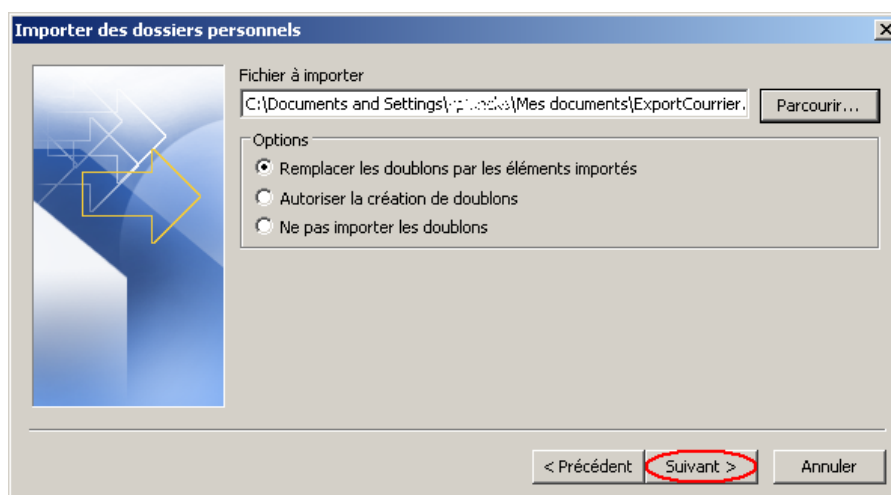 Importer des dossiers personnels
Fichier à importer
C:\Documents and Settings\ \Mes documents\ExportCourrier.
Parcourir...
Options
Remplacer les doublons par les éléments importés
Autoriser la création de doublons
Ne pas importer les doublons
< Précédent
Suivant >
Annuler